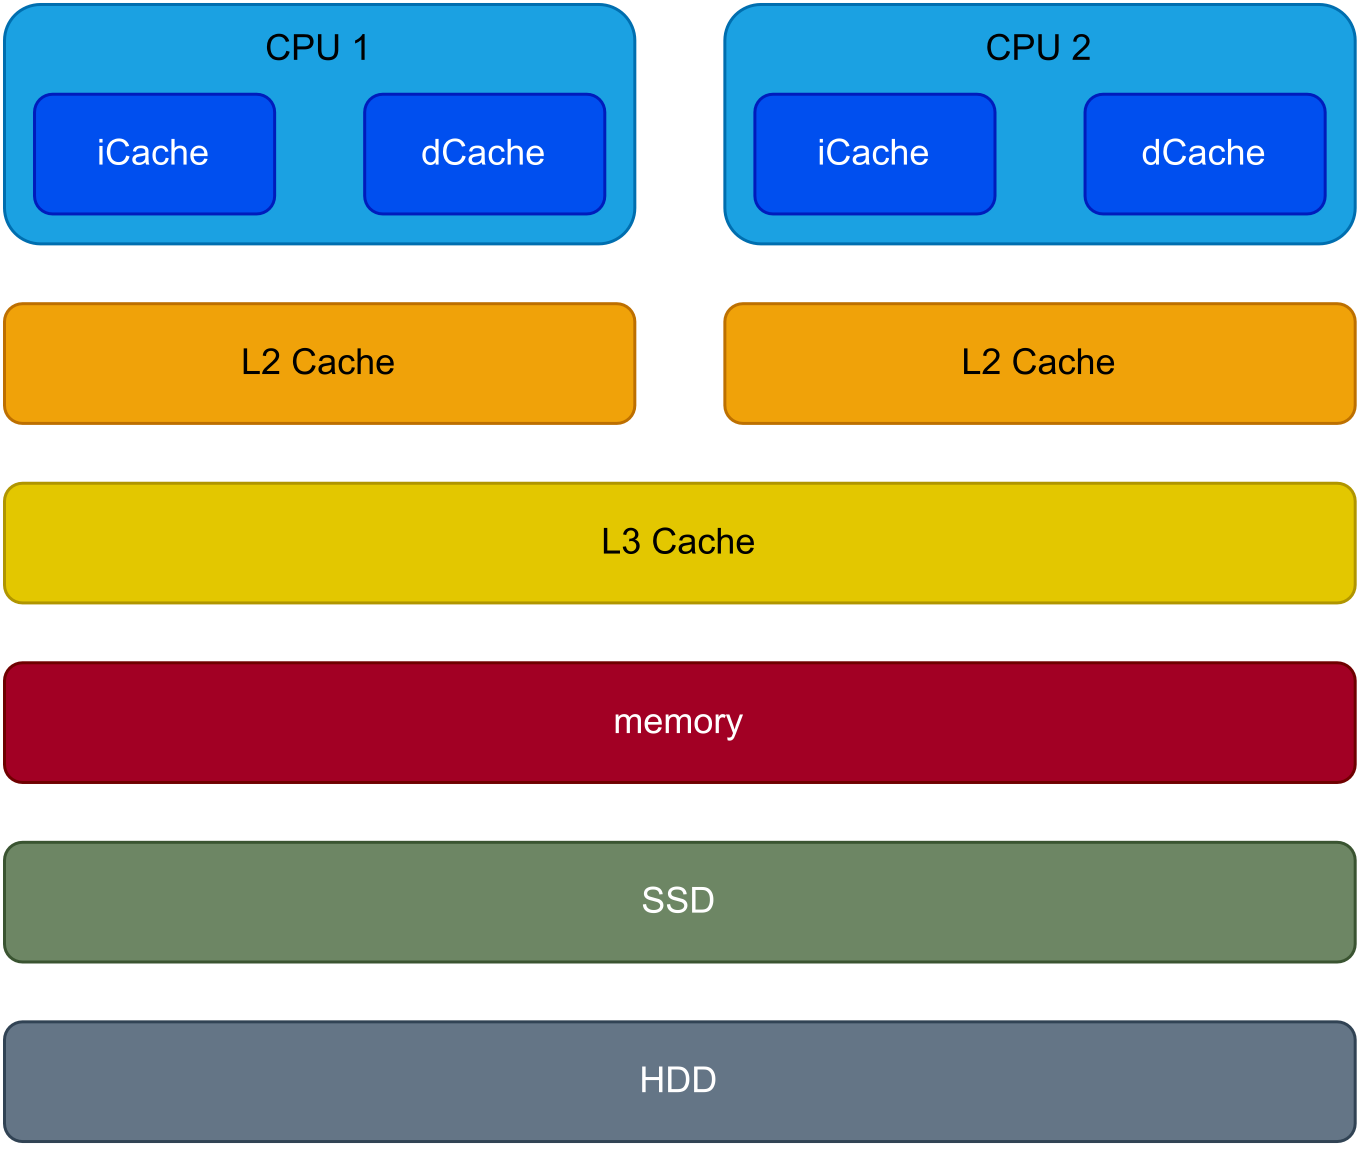 CPU 1
CPU 2
iCache
dCache
iCache
dCache
L2 Cache
L2 Cache
L3 Cache
memory
SSD
HDD